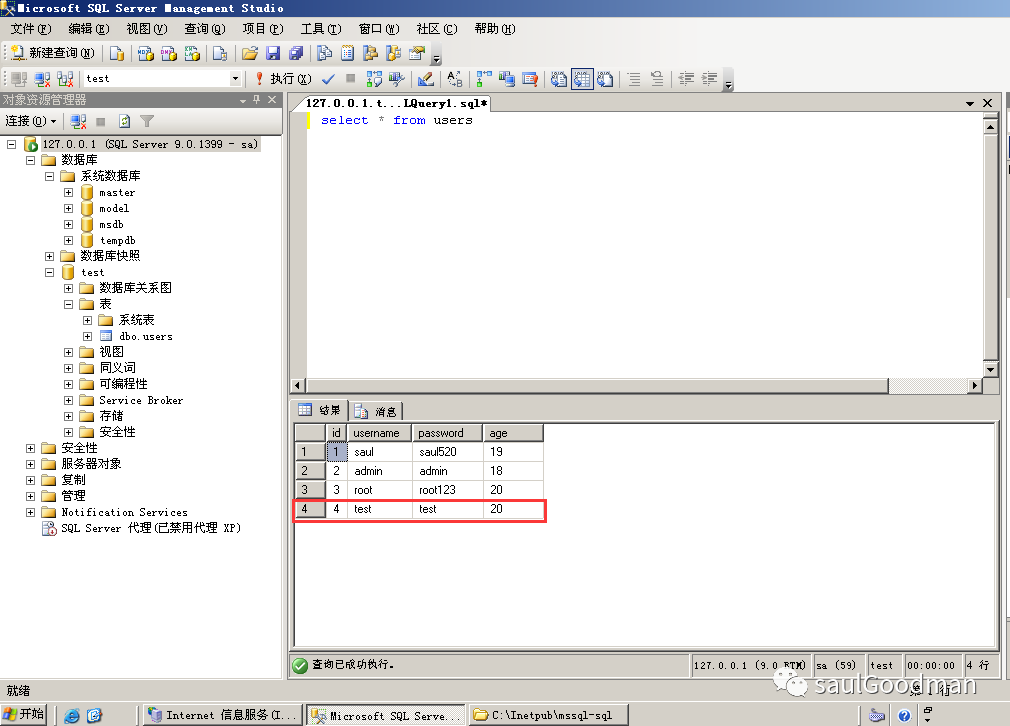 Microsoft SQL Server Management Studio
文件(F) 编辑(E) 视图(V) 查询(Q) 项目(P) 工具(T) 窗口(W) 社区(C) 帮助(H)
新建查询(N)
test 执行(X)
对象资源管理器
连接(O)
127.0.0.1 (SQL Server 9.0.1399 - sa)
数据库
系统数据库
master
model
msdb
tempdb
数据库快照
test
数据库关系图
表
系统表
dbo.users
视图
同义词
可编程性
Service Broker
存储
安全性
安全性
服务器对象
复制
管理
Notification Services
SQL Server 代理(已禁用代理 XP)
127.0.0.1.t...LQuery1.sql*
select * from users
结果 消息
id username password age
1 1 saul saul520 19
2 2 admin admin 18
3 3 root root123 20
4 4 test test 20
查询已成功执行。 127.0.0.1 (9.0 RTM) sa (59) test 00:00:00 4 行
就绪
saulGoodman
开始 Internet 信息服务(I... Microsoft SQL Serve... C:\Inetpub\mssql-sql